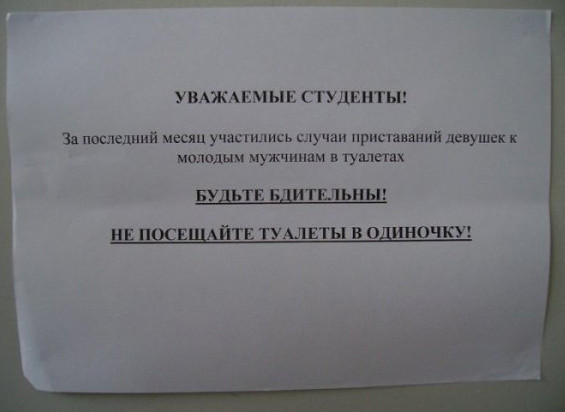 УВАЖАЕМЫЕ СТУДЕНТЫ!
За последний месяц участились случаи приставаний девушек к
молодым мужчинам в туалетах
БУДЬТЕ БДИТЕЛЬНЫ!
НЕ ПОСЕЩАЙТЕ ТУАЛЕТЫ В ОДИНОЧКУ!